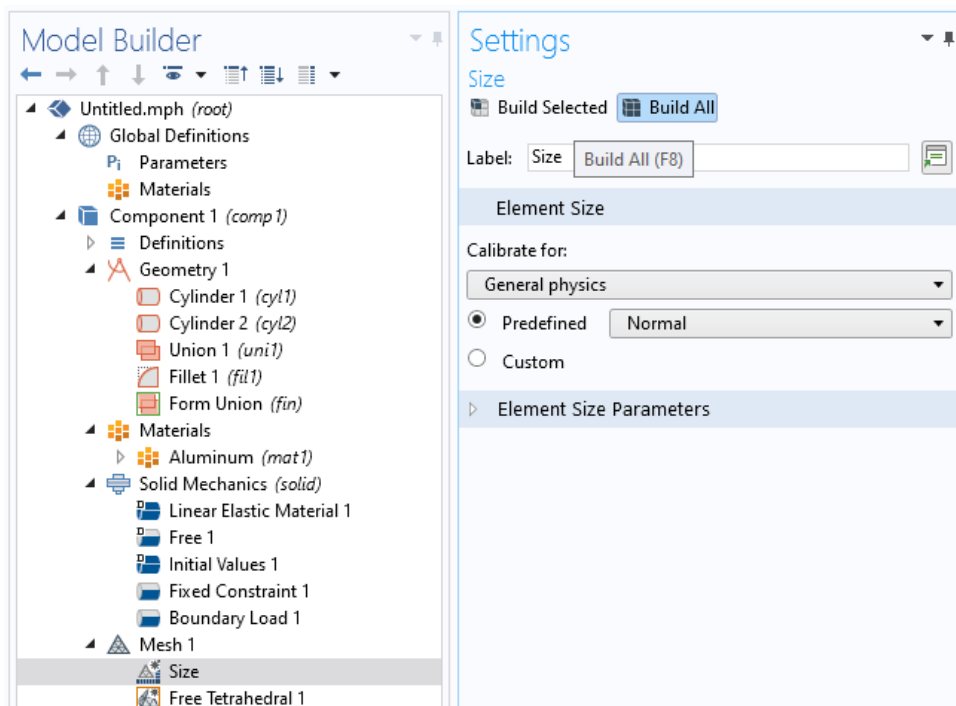 Model Builder
Untitled.mph (root)
Global Definitions
Pi Parameters
Materials
Component 1 (comp1)
Definitions
Geometry 1
Cylinder 1 (cyl1)
Cylinder 2 (cyl2)
Union 1 (uni1)
Fillet 1 (fil1)
Form Union (fin)
Materials
Aluminum (mat1)
Solid Mechanics (solid)
Linear Elastic Material 1
Free 1
Initial Values 1
Fixed Constraint 1
Boundary Load 1
Mesh 1
Size
Free Tetrahedral 1
Settings
Size
Build Selected Build All
Label: Size Build All (F8)
Element Size
Calibrate for:
General physics
Predefined Normal
Custom
Element Size Parameters